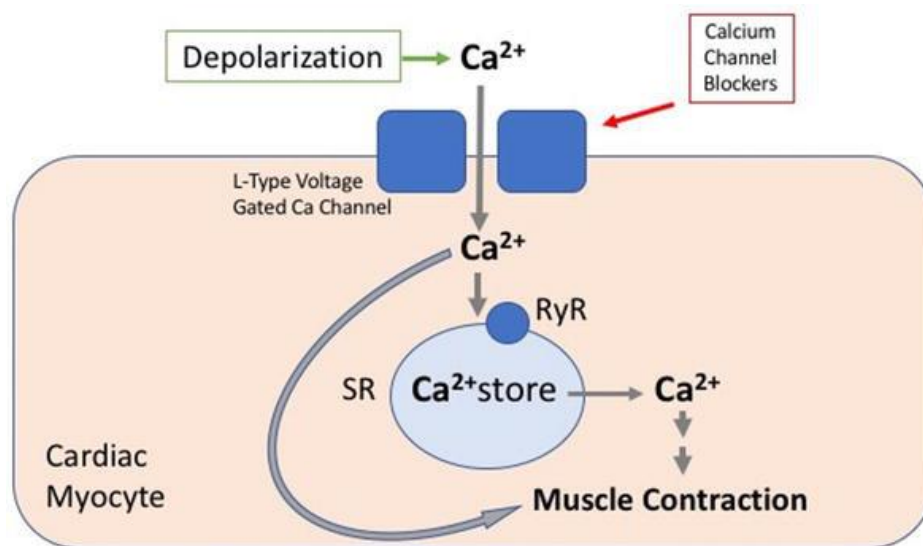 Depolarization
Ca²⁺
Calcium
Channel
Blockers
L-Type Voltage
Gated Ca Channel
Ca²⁺
RyR
SR
Ca²⁺store
Ca²⁺
Cardiac
Myocyte
Muscle Contraction